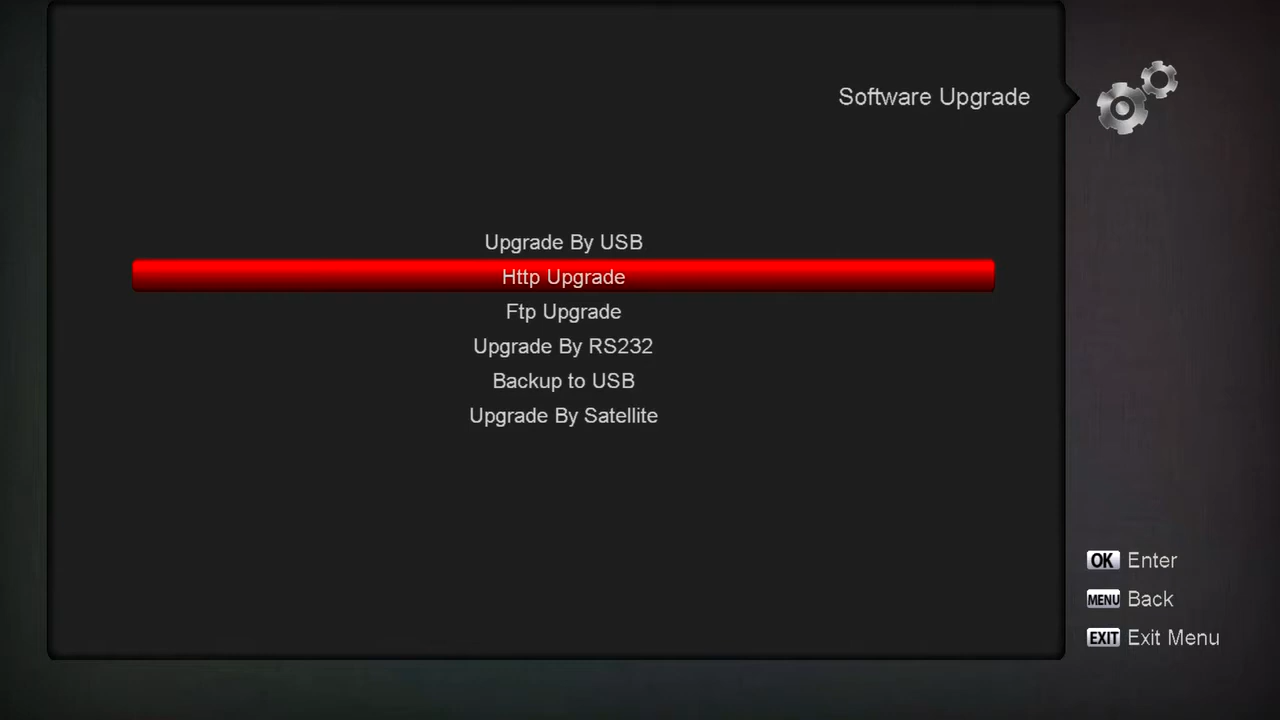 Software Upgrade
Upgrade By USB
Http Upgrade
Ftp Upgrade
Upgrade By RS232
Backup to USB
Upgrade By Satellite
OK Enter
MENU Back
EXIT Exit Menu